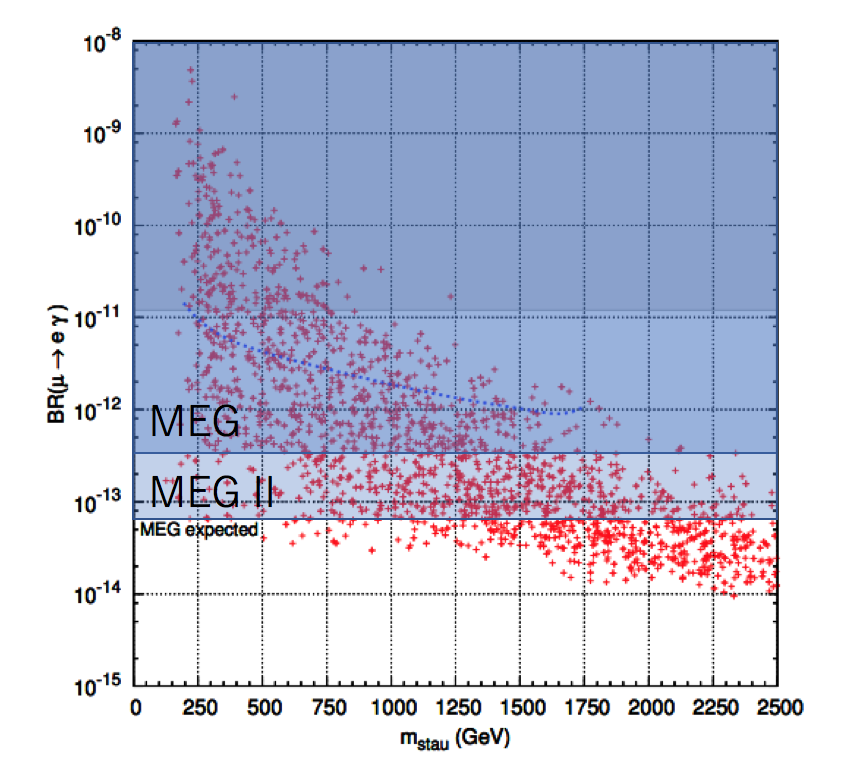 10⁻⁸
10⁻⁹
10⁻¹⁰
10⁻¹¹
10⁻¹²
10⁻¹³
10⁻¹⁴
10⁻¹⁵
BR(μ → e γ)
MEG
MEG II
MEG expected
0 250 500 750 1000 1250 1500 1750 2000 2250 2500
m_stau (GeV)